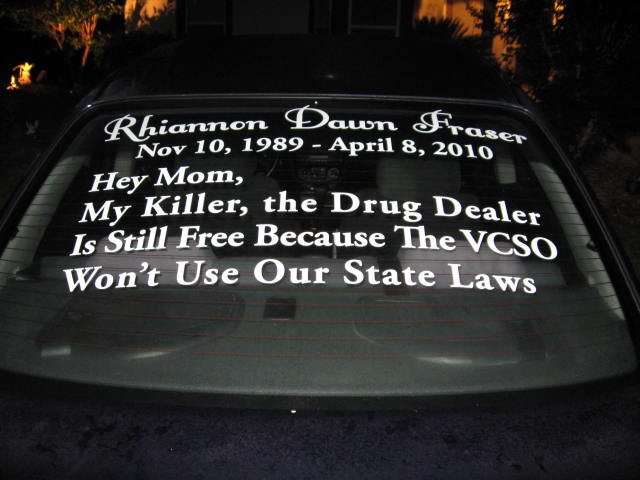 Rhiannon Dawn Fraser
Nov 10, 1989 - April 8, 2010
Hey Mom,
My Killer, the Drug Dealer
Is Still Free Because The VCSO
Won't Use Our State Laws